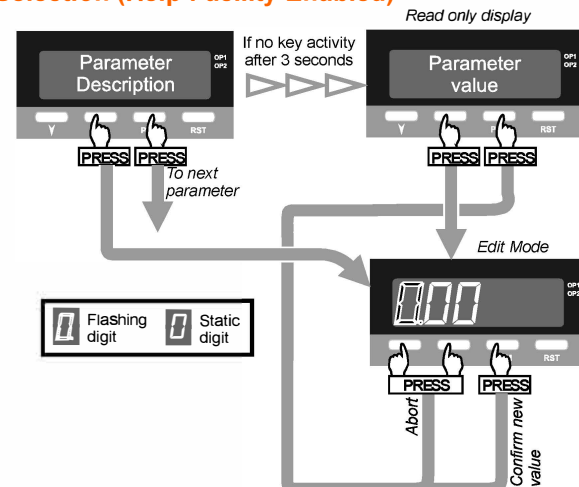 Selection (Help Facility Enabled)
Read only display
Parameter
Description
OP1
OP2
If no key activity
after 3 seconds
Parameter
value
OP1
OP2
P
RST
P
RST
PRESS
PRESS
To next
parameter
PRESS
PRESS
Edit Mode
0.00
OP1
OP2
Flashing
digit
Static
digit
RST
PRESS
PRESS
Abort
Confirm new
value